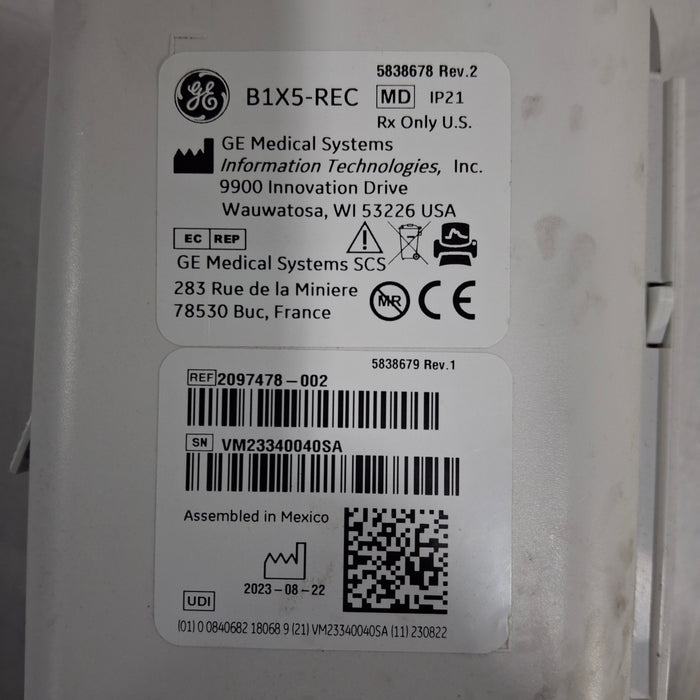 5838678 Rev.2
GE B1X5-REC MD IP21
Rx Only U.S.
GE Medical Systems
Information Technologies, Inc.
9900 Innovation Drive
Wauwatosa, WI 53226 USA
EC REP
GE Medical Systems SCS
283 Rue de la Miniere
78530 Buc, France
MR CE
5838679 Rev.1
REF 2097478-002
SN VM23340040SA
Assembled in Mexico
2023-08-22
UDI
(01) 0 0840682 18068 9 (21) VM23340040SA (11) 230822